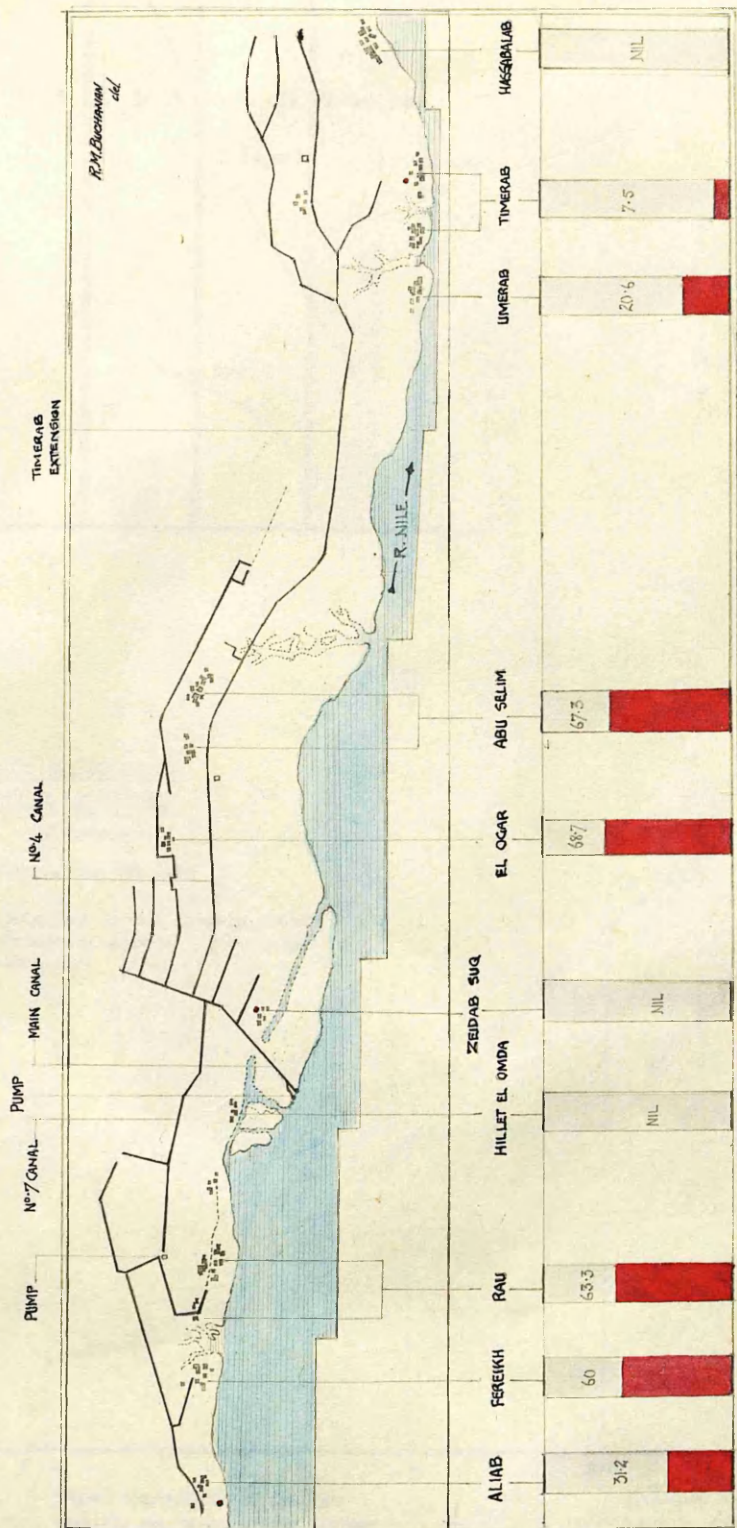 R.M. BUCHANAN
del
PUMP
Nº 7 CANAL
PUMP
MAIN CANAL
Nº 4 CANAL
TIMERAB
EXTENSION
R. NILE
ALIAB
FEREIKH
RAU
HILLET EL OMDA
ZEIDAB SUQ
EL OGAR
ABU SELIM
UMERAB
TIMERAB
HASSABALAB
31·2
60
63·3
NIL
NIL
68·7
67·3
20·6
7·5
NIL